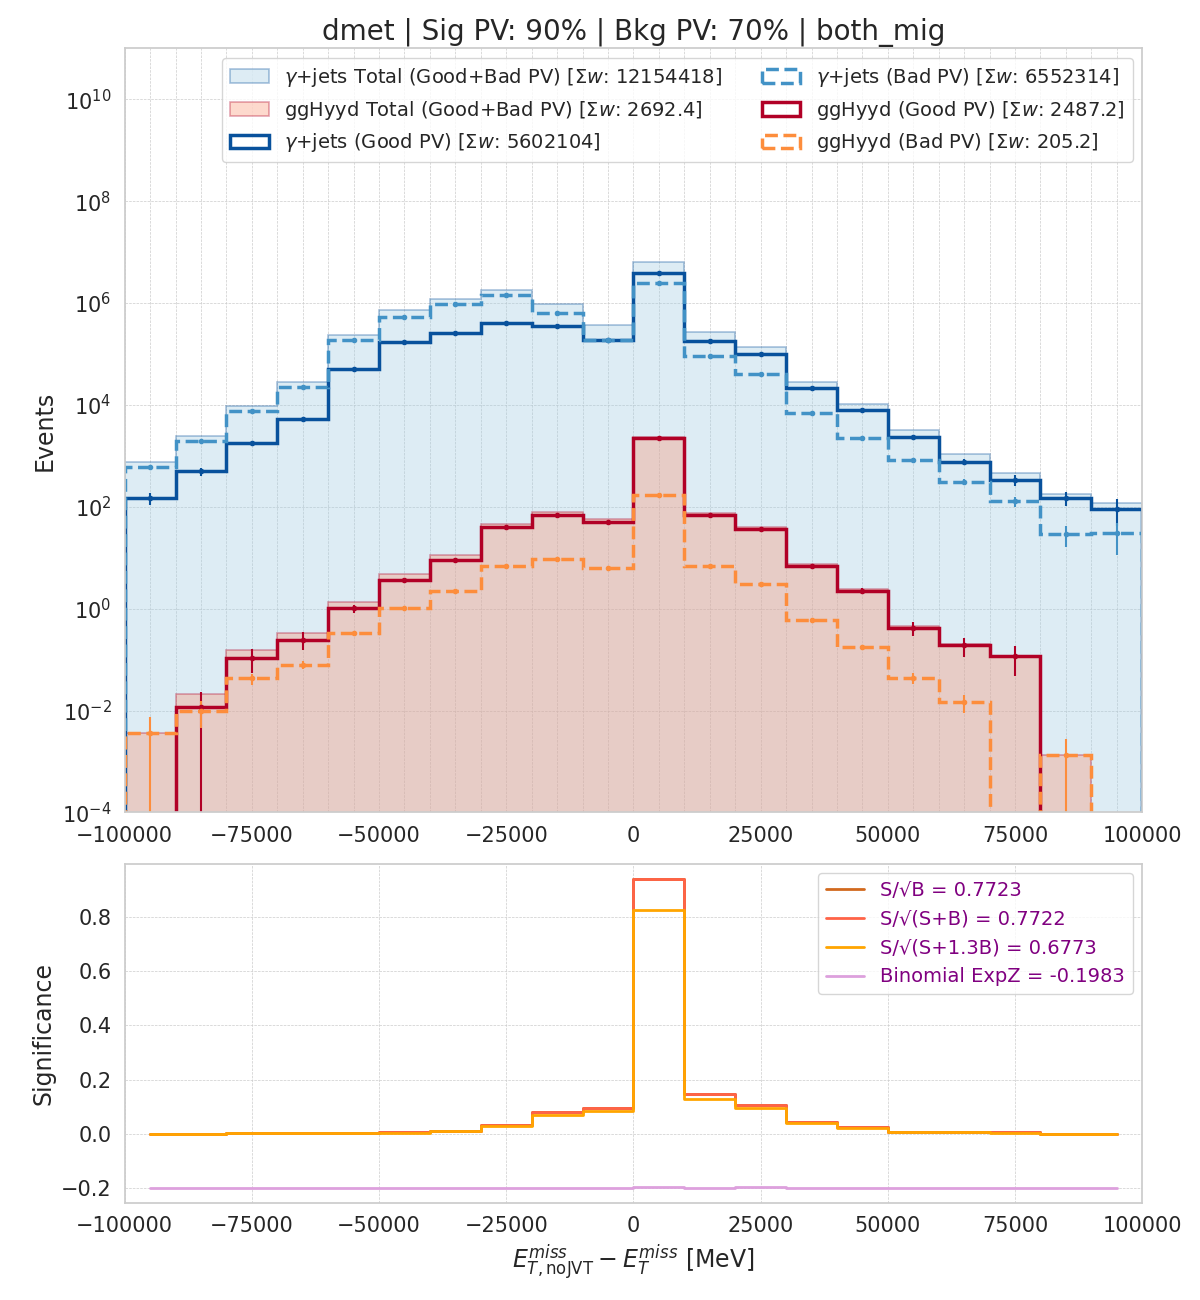 dmet | Sig PV: 90% | Bkg PV: 70% | both_mig
γ+jets Total (Good+Bad PV) [Σw: 12154418]
ggHyyd Total (Good+Bad PV) [Σw: 2692.4]
γ+jets (Good PV) [Σw: 5602104]
γ+jets (Bad PV) [Σw: 6552314]
ggHyyd (Good PV) [Σw: 2487.2]
ggHyyd (Bad PV) [Σw: 205.2]
Events
10^10
10^8
10^6
10^4
10^2
10^0
10^−2
10^−4
−100000 −75000 −50000 −25000 0 25000 50000 75000 100000
S/√B = 0.7723
S/√(S+B) = 0.7722
S/√(S+1.3B) = 0.6773
Binomial ExpZ = -0.1983
Significance
0.8
0.6
0.4
0.2
0.0
−0.2
−100000 −75000 −50000 −25000 0 25000 50000 75000 100000
E_{T,noJVT}^{miss} − E_T^{miss} [MeV]